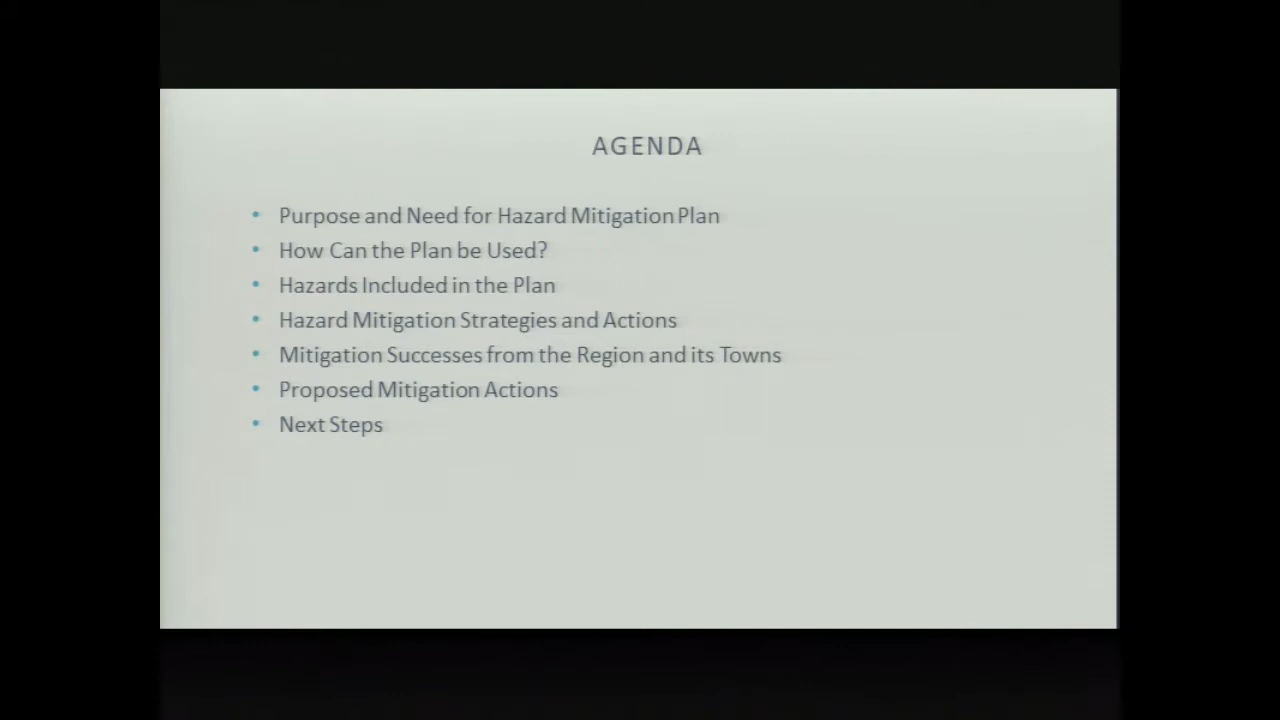 AGENDA
• Purpose and Need for Hazard Mitigation Plan
• How Can the Plan be Used?
• Hazards Included in the Plan
• Hazard Mitigation Strategies and Actions
• Mitigation Successes from the Region and its Towns
• Proposed Mitigation Actions
• Next Steps